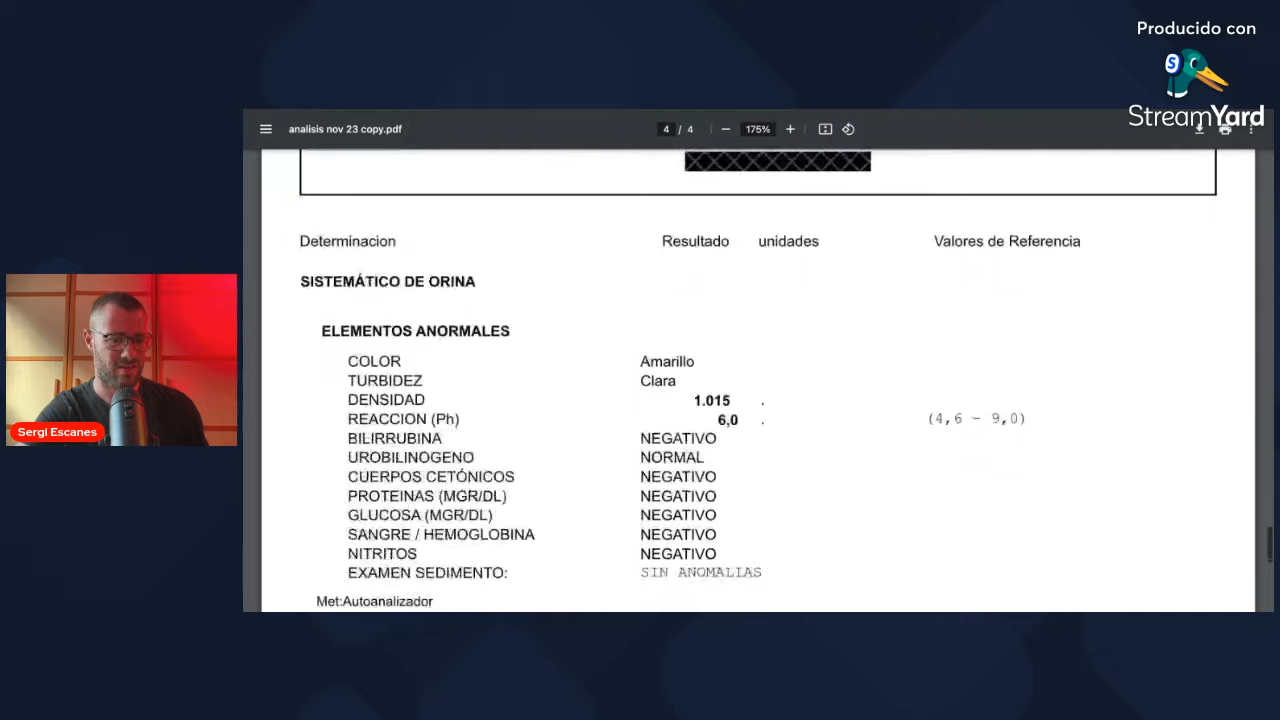 Producido con
StreamYard
analisis nov 23 copy.pdf 4 / 4 175%
Determinacion Resultado unidades Valores de Referencia
SISTEMÁTICO DE ORINA
ELEMENTOS ANORMALES
COLOR Amarillo
TURBIDEZ Clara
DENSIDAD 1.015 .
REACCION (Ph) 6,0 . (4,6 - 9,0)
BILIRRUBINA NEGATIVO
UROBILINOGENO NORMAL
CUERPOS CETÓNICOS NEGATIVO
PROTEINAS (MGR/DL) NEGATIVO
GLUCOSA (MGR/DL) NEGATIVO
SANGRE / HEMOGLOBINA NEGATIVO
NITRITOS NEGATIVO
EXAMEN SEDIMENTO: SIN ANOMALIAS
Met:Autoanalizador
Sergi Escanes